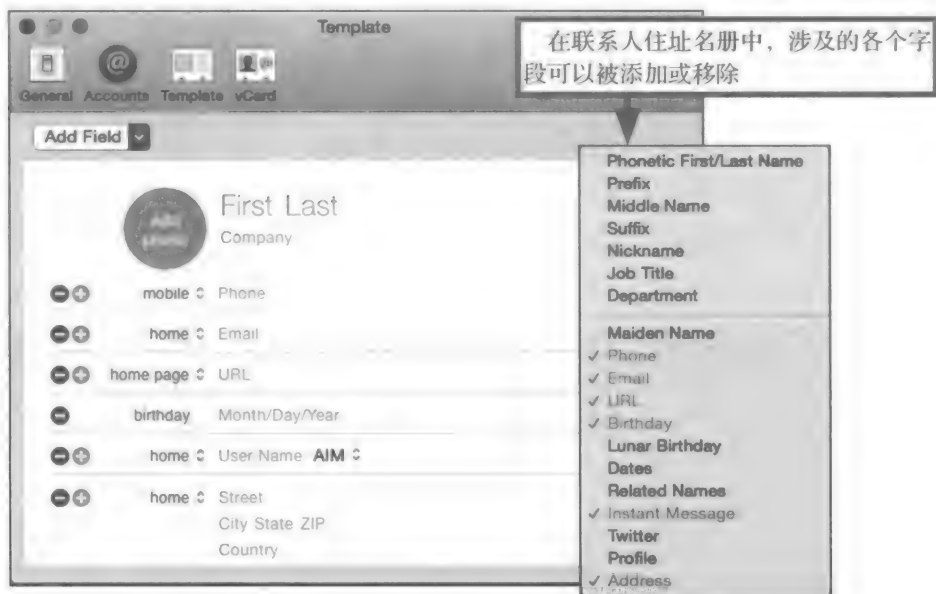 Template
在联系人住址名册中，涉及的各个字
段可以被添加或移除
General Accounts Template vCard
Add Field
First Last
Company
mobile Phone
home Email
home page URL
birthday Month/Day/Year
home User Name AIM
home Street
City State ZIP
Country
Phonetic First/Last Name
Prefix
Middle Name
Suffix
Nickname
Job Title
Department
Maiden Name
✓ Phone
✓ Email
✓ URL
✓ Birthday
Lunar Birthday
Dates
Related Names
✓ Instant Message
Twitter
Profile
✓ Address